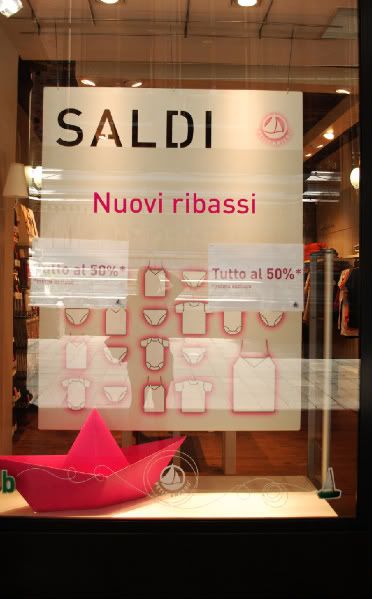 SALDI
Nuovi ribassi
Tutto al 50%*
Tutto al 50%*
b